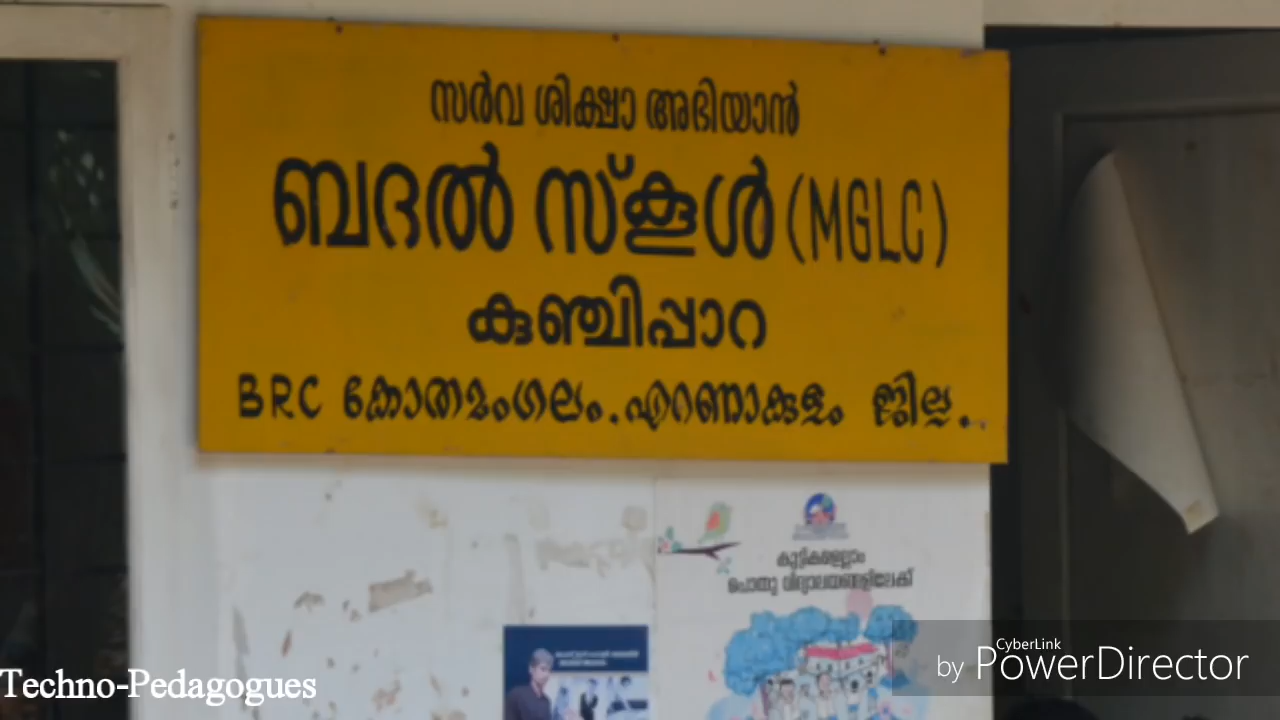 സർവ ശിക്ഷാ അഭിയാൻ
ബദൽ സ്കൂൾ (MGLC)
കുഞ്ചിപ്പാറ
BRC കോതമംഗലം. എറണാകുളം ജില്ല..
കുട്ടികളെല്ലാം
പൊതു വിദ്യാലയങ്ങളിലേക്ക്
Techno-Pedagogues
CyberLink
by PowerDirector